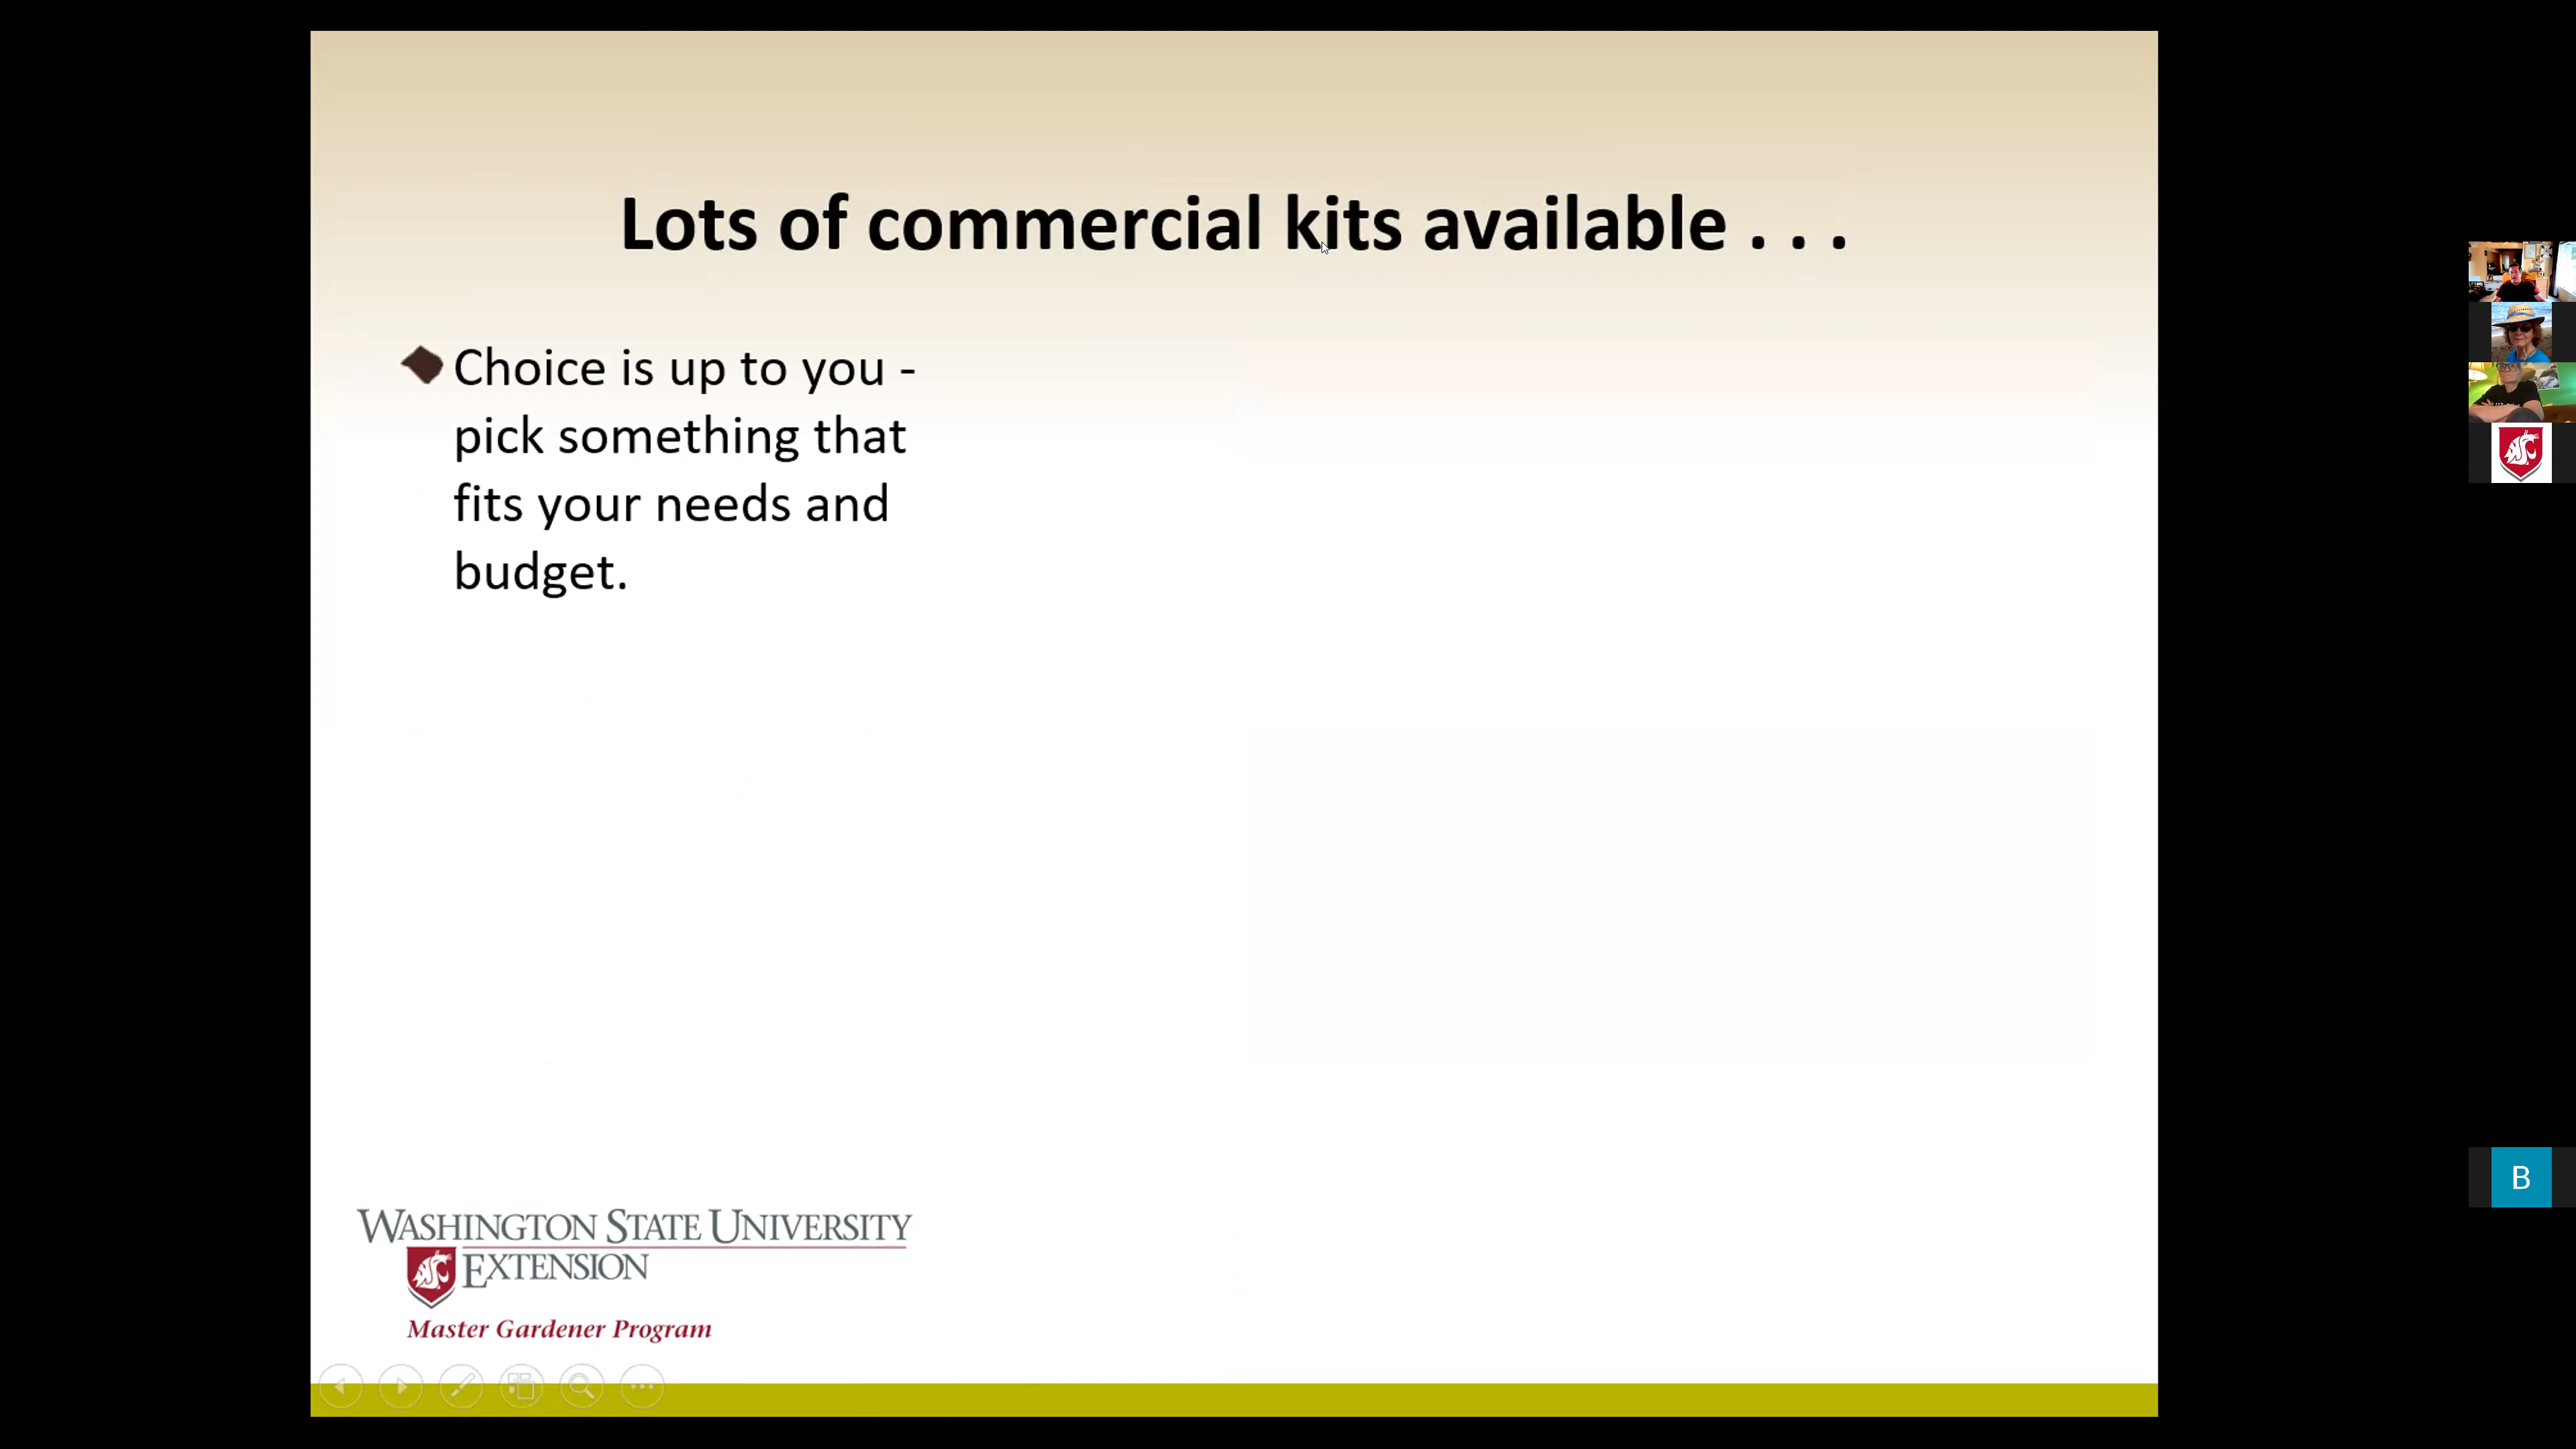 Lots of commercial kits available . . .
Choice is up to you -
pick something that
fits your needs and
budget.
WASHINGTON STATE UNIVERSITY
EXTENSION
Master Gardener Program
B